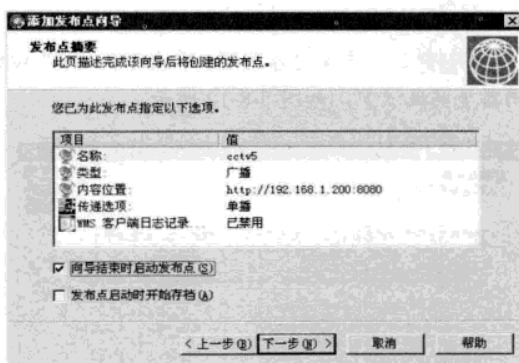 添加发布点向导
发布点摘要
此页描述完成该向导后将创建的发布点。
您已为此发布点指定以下选项。
项目 值
名称: cctv5
类型: 广播
内容位置: http://192.168.1.200:8080
传递选项: 单播
WMS 客户端日志记录 已禁用
向导结束时启动发布点(S)
发布点启动时开始存档(A)
< 上一步(B) 下一步(N) > 取消 帮助